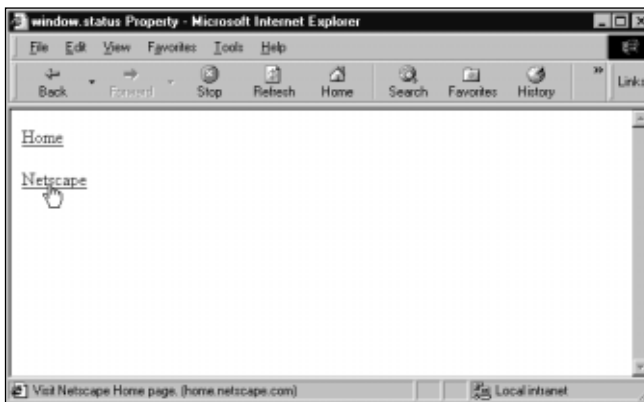 window.status Property - Microsoft Internet Explorer
File Edit View Favorites Tools Help
Back Forward Stop Refresh Home Search Favorites History » Links
Home
Netscape
Visit Netscape Home page. (home.netscape.com) Local intranet